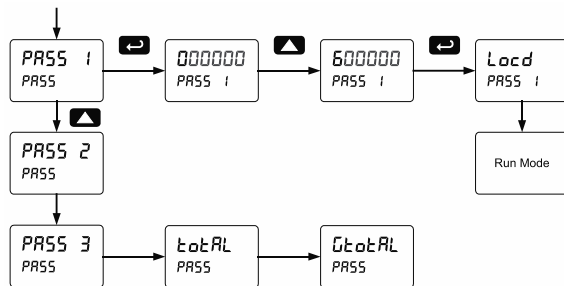 PASS 1
PASS
000000
PASS 1
600000
PASS 1
Locd
PASS 1
PASS 2
PASS
Run Mode
PASS 3
PASS
totAL
PASS
GtotAL
PASS